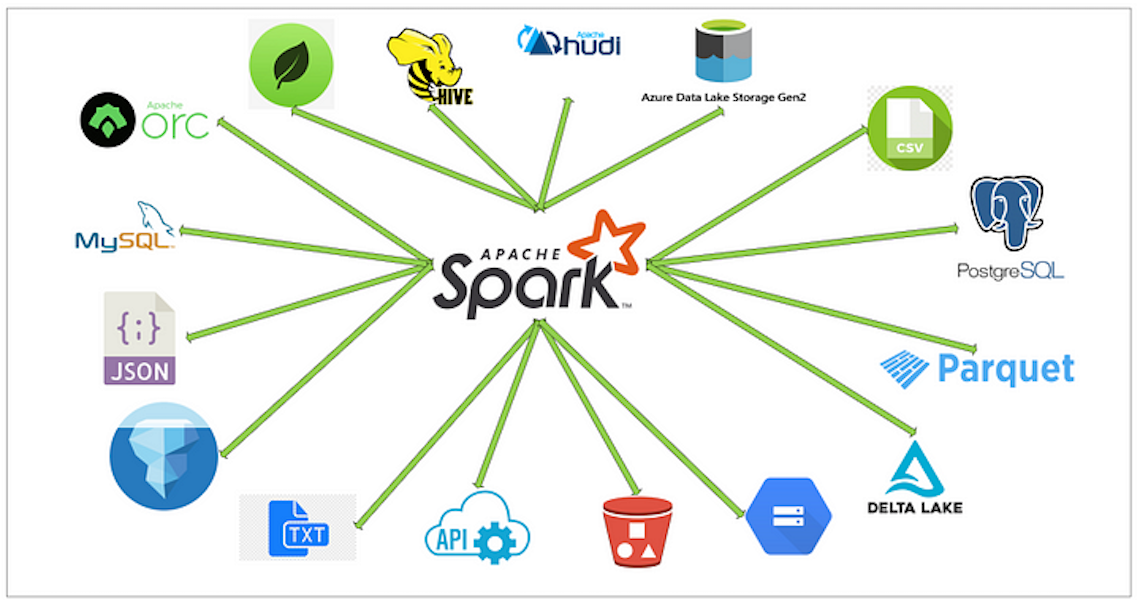 HIVE
Apache
hudi
Azure Data Lake Storage Gen2
Apache
orc
CSV
MySQL™
PostgreSQL
APACHE
Spark™
{;}
JSON
Parquet
DELTA LAKE
TXT
API